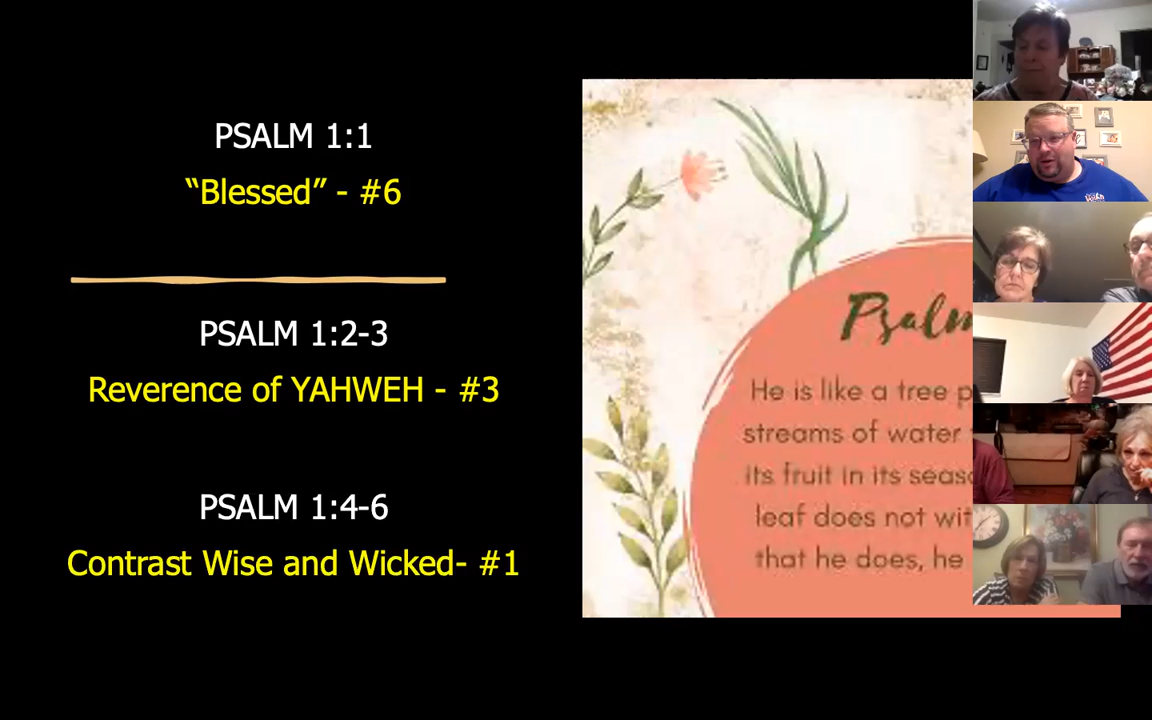 PSALM 1:1
“Blessed” - #6
PSALM 1:2-3
Reverence of YAHWEH - #3
PSALM 1:4-6
Contrast Wise and Wicked- #1
Psalm
He is like a tree
streams of water
its fruit in its
leaf does not
that he does, he